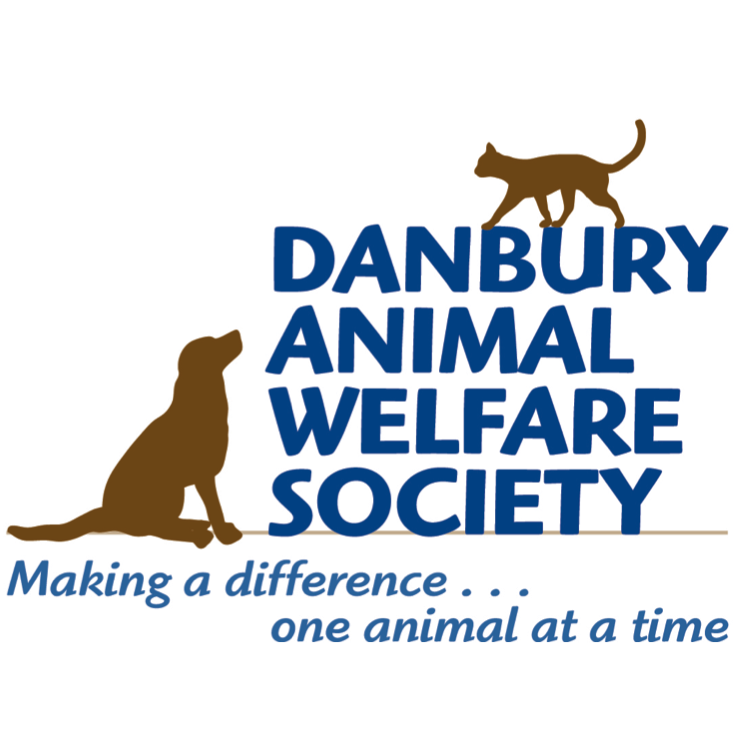 DANBURY
ANIMAL
WELFARE
SOCIETY
Making a difference . . .
one animal at a time